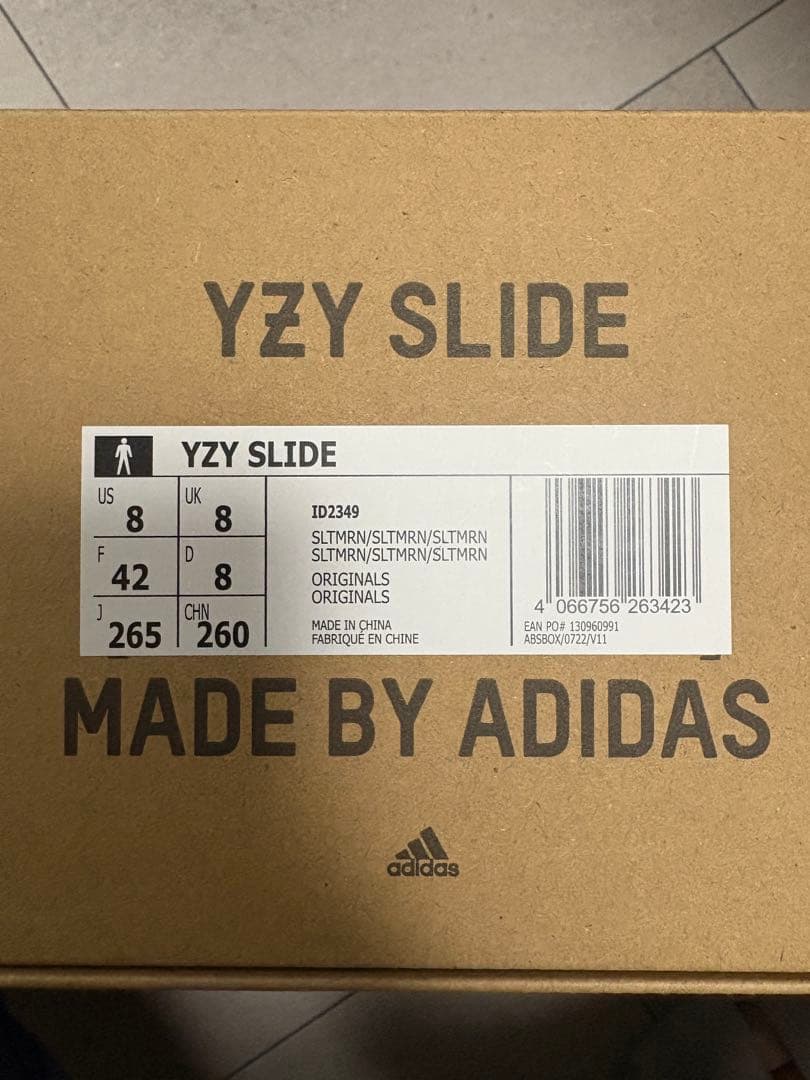 YZY SLIDE
YZY SLIDE
US 8 UK 8
F 42 D 8
J 265 CHN 260
ID2349
SLTMRN/SLTMRN/SLTMRN
SLTMRN/SLTMRN/SLTMRN
ORIGINALS
ORIGINALS
MADE IN CHINA
FABRIQUÉ EN CHINE
4 066756 263423
EAN PO# 130960991
ABSBOX/0722/V11
MADE BY ADIDAS
adidas